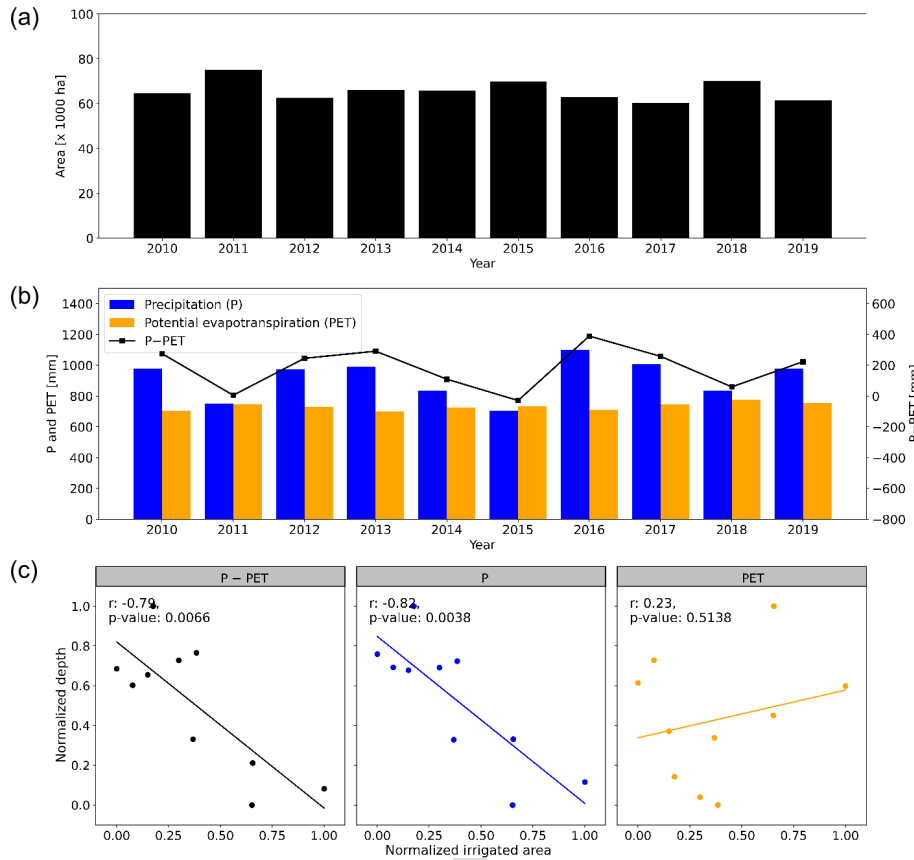 (a)
100
80
60
40
20
0
Area [x 1000 ha]
2010 2011 2012 2013 2014 2015 2016 2017 2018 2019
Year
(b)
Precipitation (P)
Potential evapotranspiration (PET)
P−PET
1400
1200
1000
800
600
400
200
0
P and PET [mm]
600
400
200
0
−200
−400
−600
−800
P−PET [mm]
2010 2011 2012 2013 2014 2015 2016 2017 2018 2019
Year
(c)
P − PET
r: -0.79,
p-value: 0.0066
P
r: -0.82,
p-value: 0.0038
PET
r: 0.23,
p-value: 0.5138
1.0
0.8
0.6
0.4
0.2
0.0
Normalized depth
0.00 0.25 0.50 0.75 1.00
0.00 0.25 0.50 0.75 1.00
0.00 0.25 0.50 0.75 1.00
Normalized irrigated area